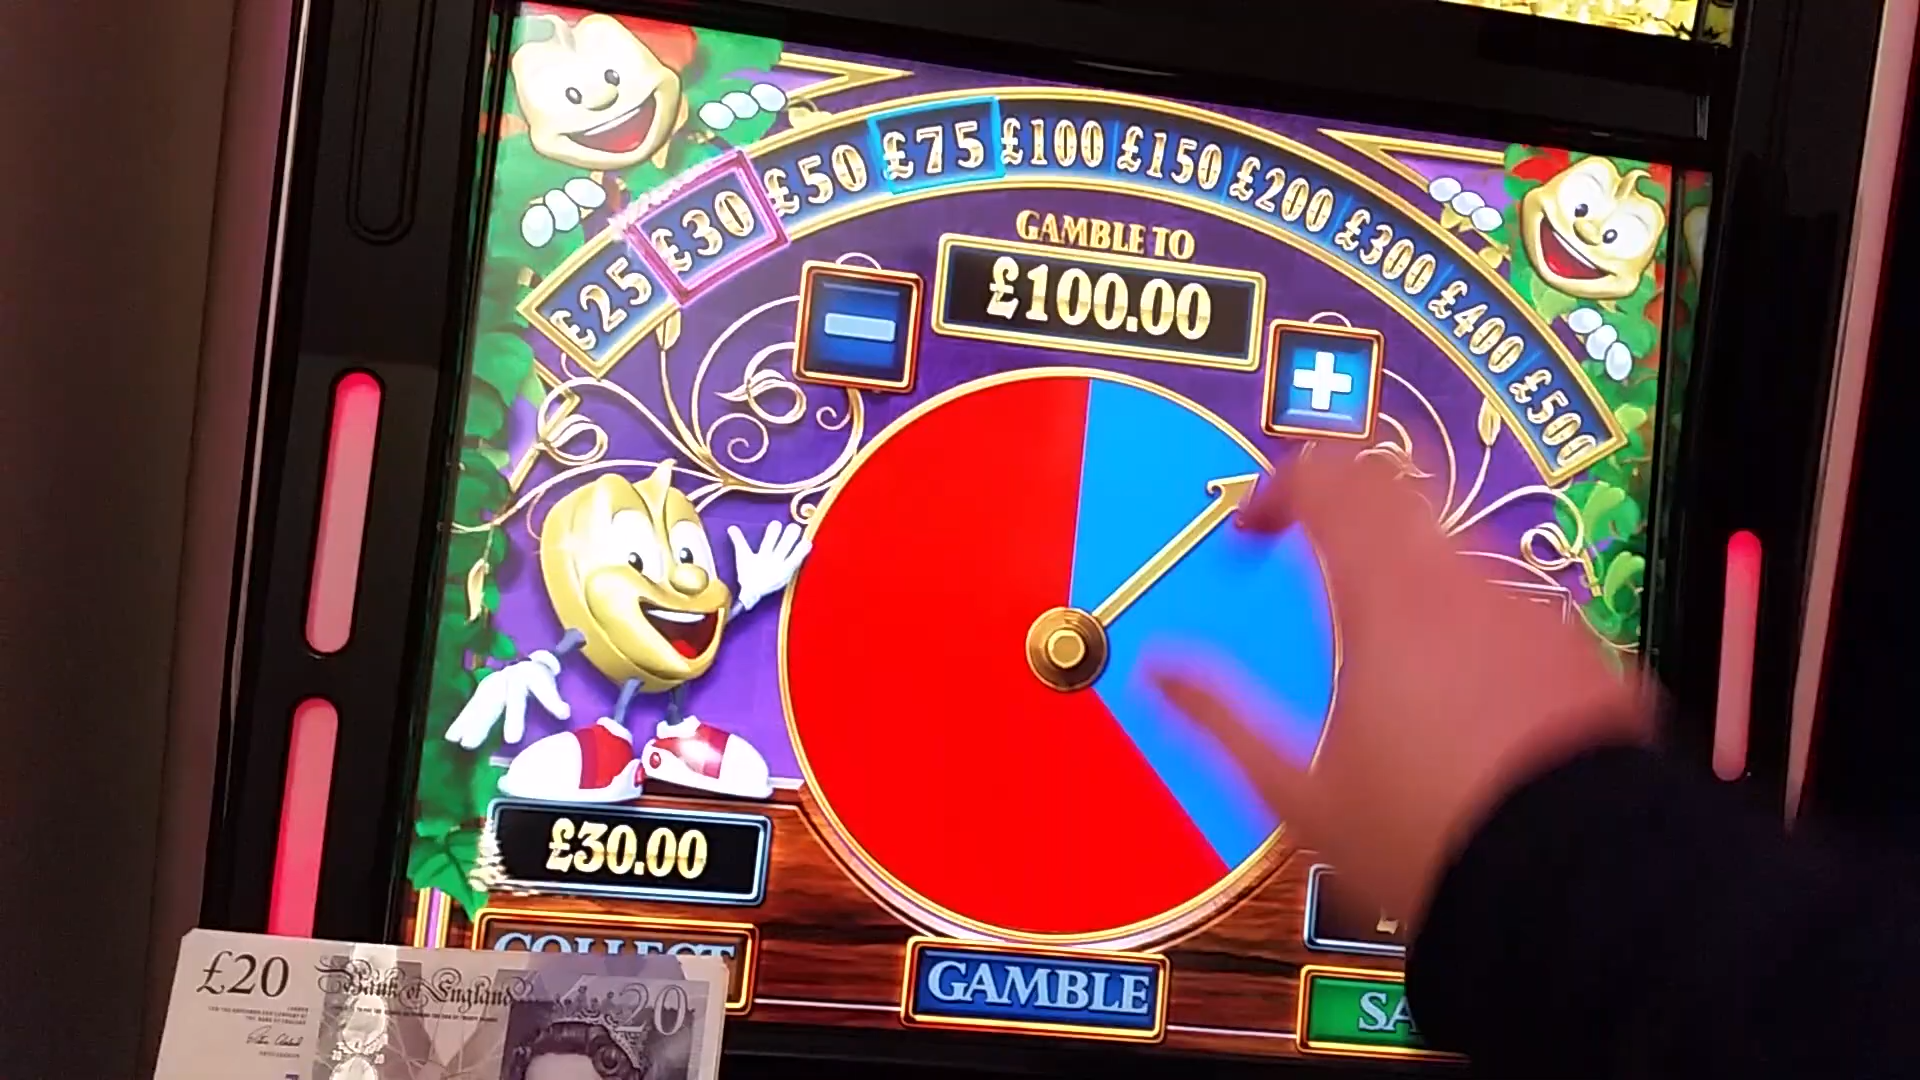 £25 £30 £50 £75 £100 £150 £200 £300 £400 £500
GAMBLE TO
£100.00
£30.00
COLLECT
GAMBLE
SA
£20
Bank of England
20